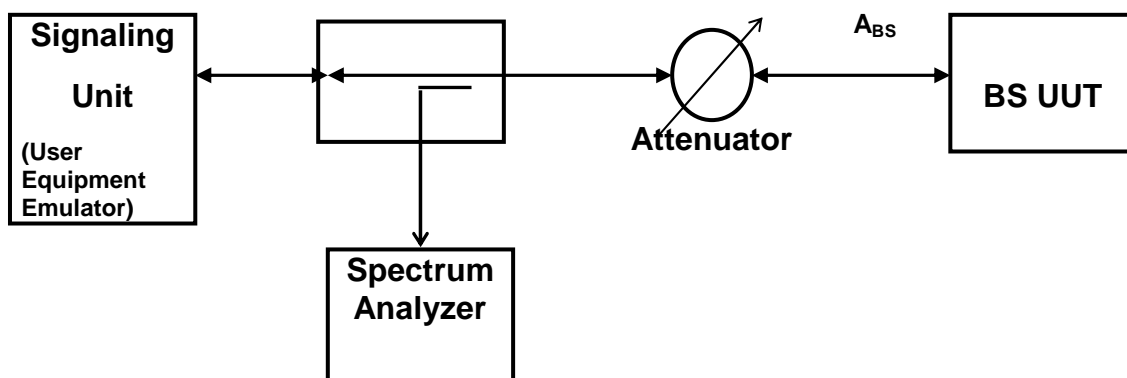 Signaling
Unit
(User
Equipment
Emulator)
Attenuator
ABS
BS UUT
Spectrum
Analyzer